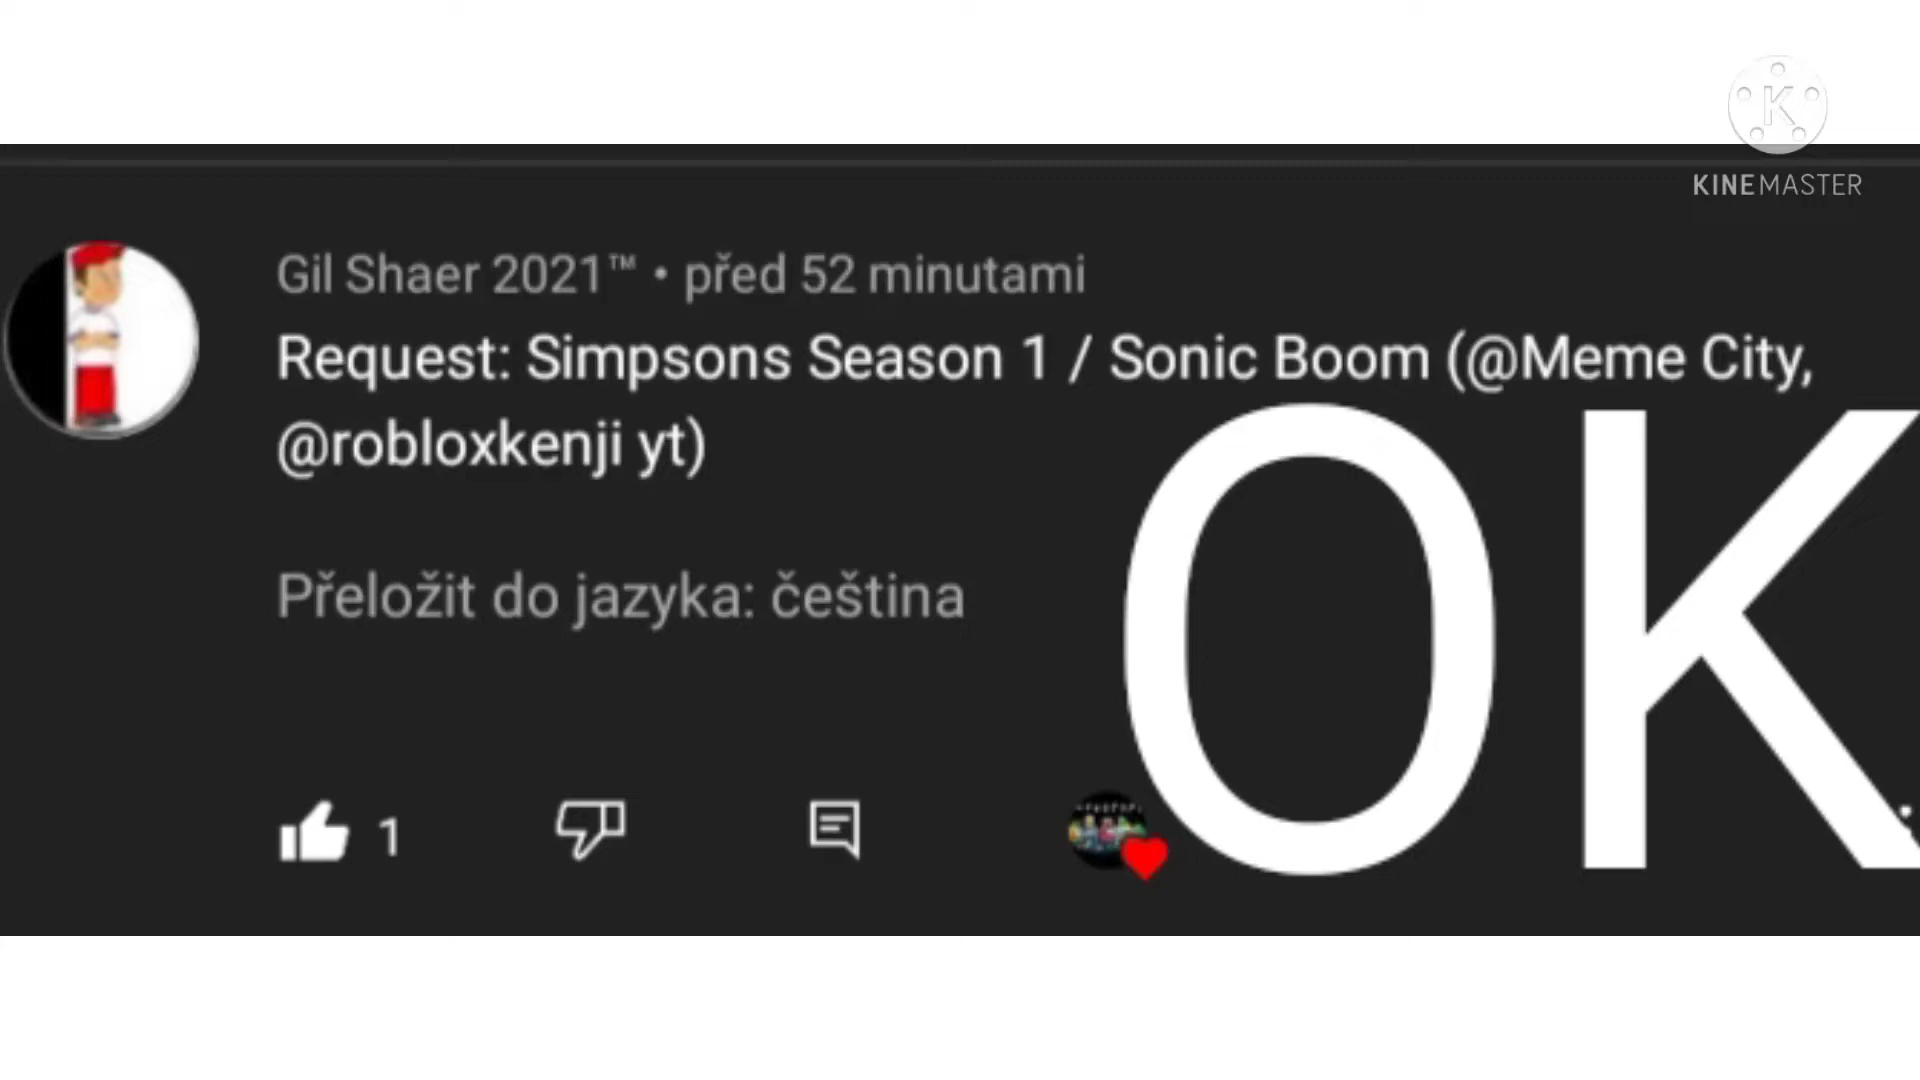 K
KINEMASTER
Gil Shaer 2021™ • před 52 minutami
Request: Simpsons Season 1 / Sonic Boom (@Meme City,
@robloxkenji yt)
OK
Přeložit do jazyka: čeština
1